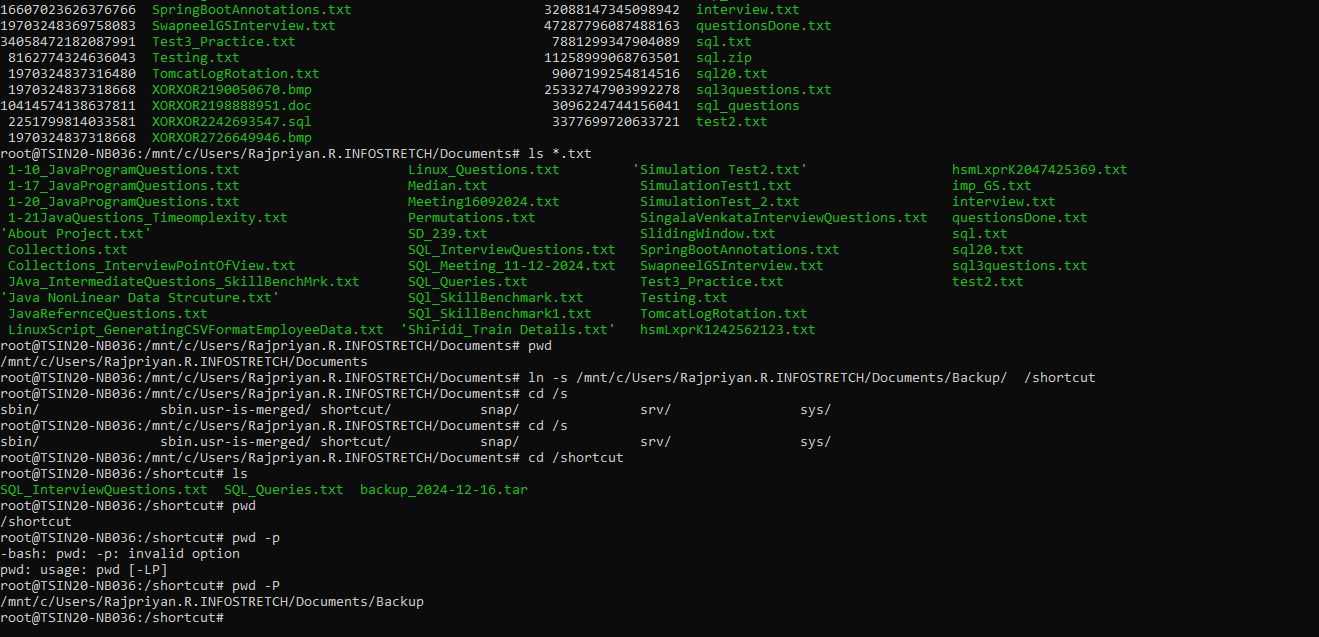 16607023626376766  SpringBootAnnotations.txt                        32088147345098942  interview.txt
19703248369758083  SwapneelGSInterview.txt                          47287796087488163  questionsDone.txt
34058472182087991  Test3_Practice.txt                                7881299347904089  sql.txt
 8162774324636043  Testing.txt                                      11258999068763501  sql.zip
 1970324837316480  TomcatLogRotation.txt                             9007199254814516  sql20.txt
 1970324837318668  XORXOR2190050670.bmp                             25332747903992278  sql3questions.txt
10414574138637811  XORXOR2198888951.doc                              3096224744156041  sql_questions
 2251799814033581  XORXOR2242693547.sql                              3377699720633721  test2.txt
 1970324837318668  XORXOR2726649946.bmp
root@TSIN20-NB036:/mnt/c/Users/Rajpriyan.R.INFOSTRETCH/Documents# ls *.txt
 1-10_JavaProgramQuestions.txt                     Linux_Questions.txt         'Simulation Test2.txt'                  hsmLxprK2047425369.txt
 1-17_JavaProgramQuestions.txt                     Median.txt                   SimulationTest1.txt                    imp_GS.txt
 1-20_JavaProgramQuestions.txt                     Meeting16092024.txt          SimulationTest_2.txt                   interview.txt
 1-21JavaQuestions_Timeomplexity.txt               Permutations.txt             SingalaVenkataInterviewQuestions.txt   questionsDone.txt
'About Project.txt'                                SD_239.txt                   SlidingWindow.txt                      sql.txt
 Collections.txt                                   SQL_InterviewQuestions.txt   SpringBootAnnotations.txt              sql20.txt
 Collections_InterviewPointOfView.txt              SQL_Meeting_11-12-2024.txt   SwapneelGSInterview.txt                sql3questions.txt
 JAva_IntermediateQuestions_SkillBenchMrk.txt      SQL_Queries.txt              Test3_Practice.txt                     test2.txt
'Java NonLinear Data Strcuture.txt'                SQl_SkillBenchmark.txt       Testing.txt
 JavaRefernceQuestions.txt                         SQl_SkillBenchmark1.txt      TomcatLogRotation.txt
 LinuxScript_GeneratingCSVFormatEmployeeData.txt  'Shiridi_Train Details.txt'   hsmLxprK1242562123.txt
root@TSIN20-NB036:/mnt/c/Users/Rajpriyan.R.INFOSTRETCH/Documents# pwd
/mnt/c/Users/Rajpriyan.R.INFOSTRETCH/Documents
root@TSIN20-NB036:/mnt/c/Users/Rajpriyan.R.INFOSTRETCH/Documents# ln -s /mnt/c/Users/Rajpriyan.R.INFOSTRETCH/Documents/Backup/  /shortcut
root@TSIN20-NB036:/mnt/c/Users/Rajpriyan.R.INFOSTRETCH/Documents# cd /s
sbin/               sbin.usr-is-merged/ shortcut/           snap/               srv/                sys/
root@TSIN20-NB036:/mnt/c/Users/Rajpriyan.R.INFOSTRETCH/Documents# cd /s
sbin/               sbin.usr-is-merged/ shortcut/           snap/               srv/                sys/
root@TSIN20-NB036:/mnt/c/Users/Rajpriyan.R.INFOSTRETCH/Documents# cd /shortcut
root@TSIN20-NB036:/shortcut# ls
SQL_InterviewQuestions.txt  SQL_Queries.txt  backup_2024-12-16.tar
root@TSIN20-NB036:/shortcut# pwd
/shortcut
root@TSIN20-NB036:/shortcut# pwd -p
-bash: pwd: -p: invalid option
pwd: usage: pwd [-LP]
root@TSIN20-NB036:/shortcut# pwd -P
/mnt/c/Users/Rajpriyan.R.INFOSTRETCH/Documents/Backup
root@TSIN20-NB036:/shortcut#